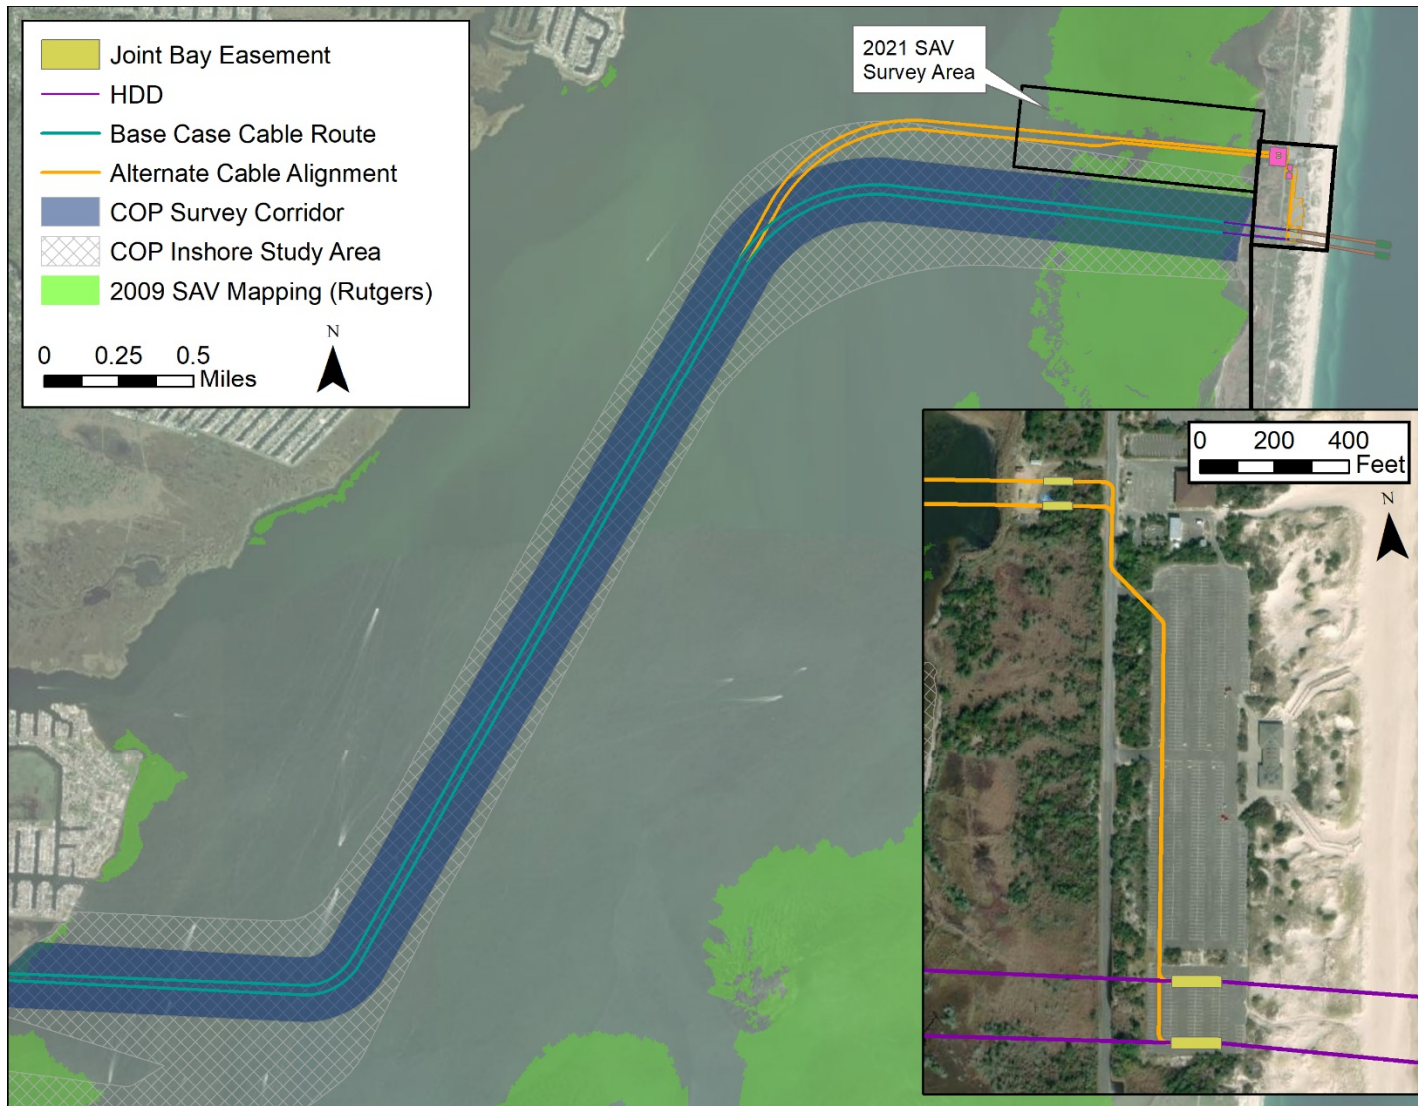 Joint Bay Easement
HDD
Base Case Cable Route
Alternate Cable Alignment
COP Survey Corridor
COP Inshore Study Area
2009 SAV Mapping (Rutgers)
0 0.25 0.5
Miles
N
2021 SAV
Survey Area
0 200 400
Feet
N